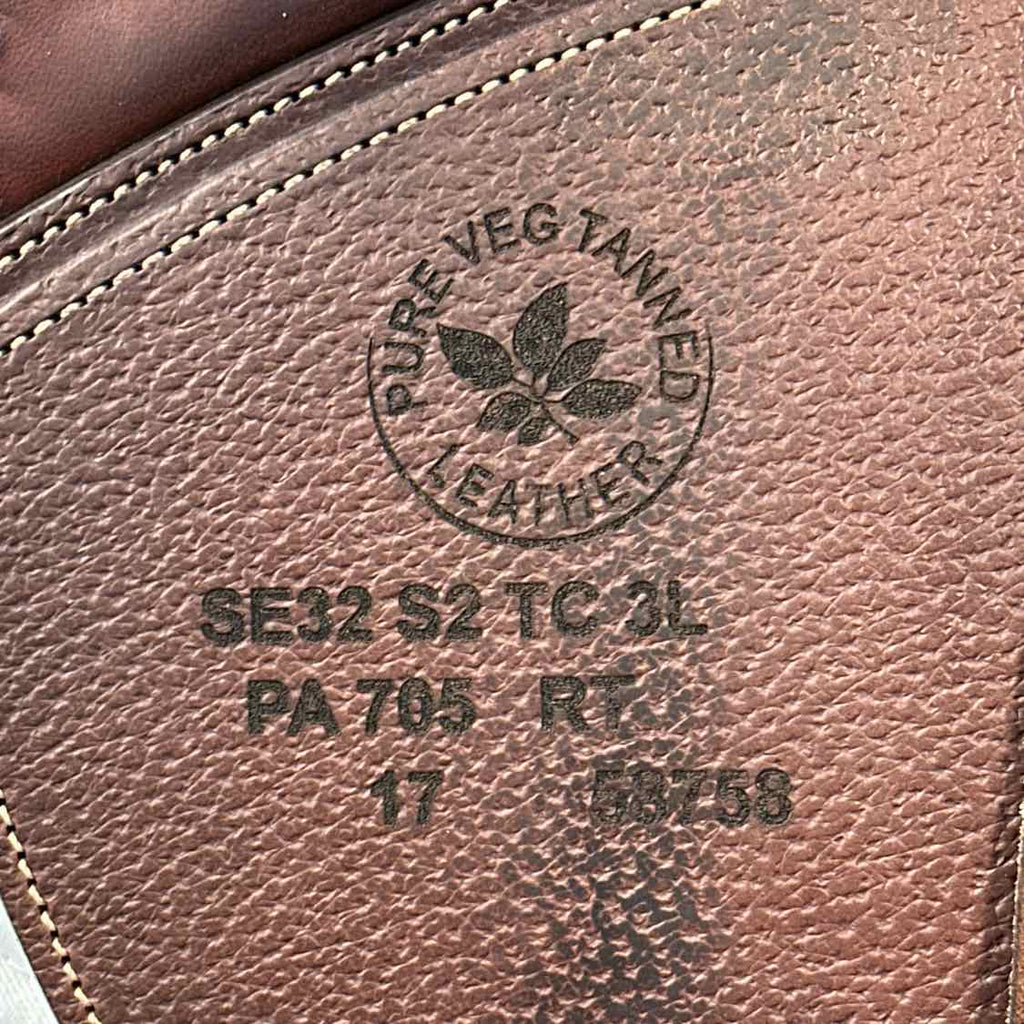 PURE VEG TANNED
LEATHER
SE32 S2 TC 3L
PA 705 RT
17 58758